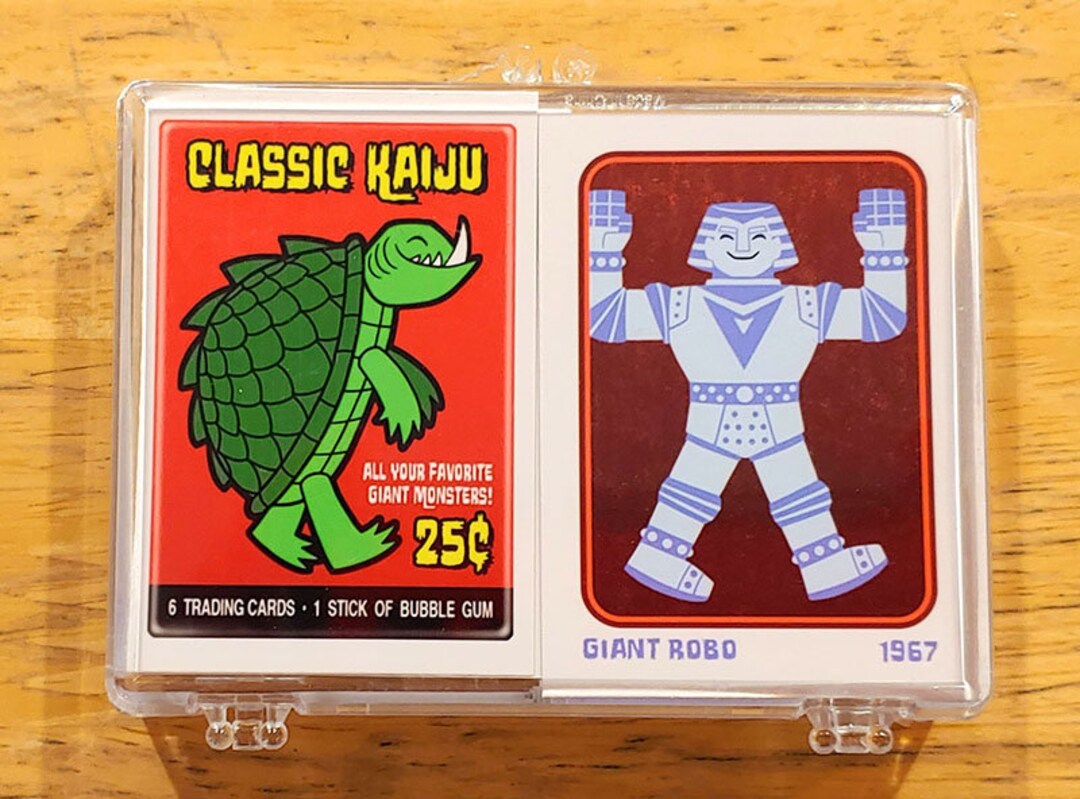 CLASSIC KAIJU
ALL YOUR FAVORITE
GIANT MONSTERS!
25¢
6 TRADING CARDS • 1 STICK OF BUBBLE GUM
GIANT ROBO
1967